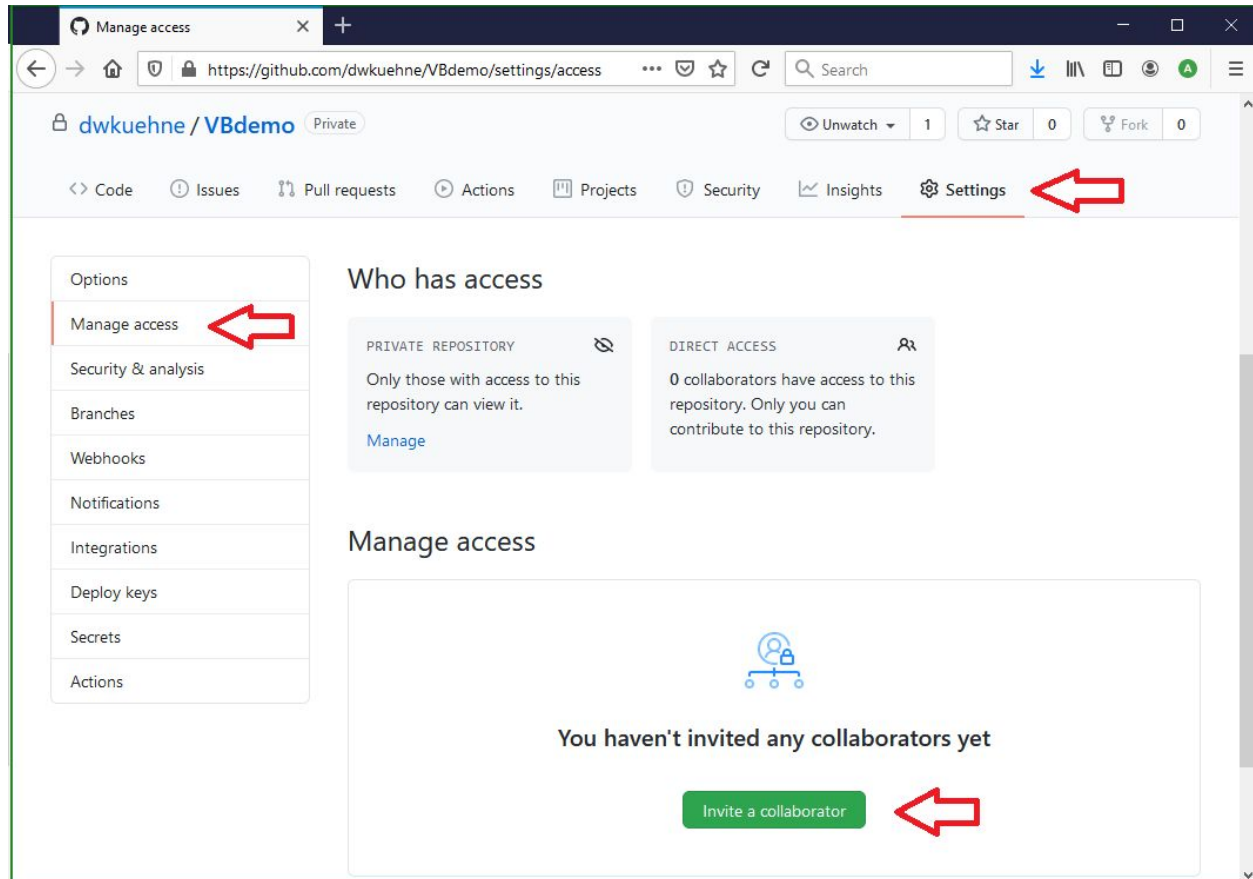 Manage access
https://github.com/dwkuehne/VBdemo/settings/access
Search
A
dwkuehne / VBdemo Private
Unwatch 1 Star 0 Fork 0
Code Issues Pull requests Actions Projects Security Insights Settings
Options
Manage access
Security & analysis
Branches
Webhooks
Notifications
Integrations
Deploy keys
Secrets
Actions
Who has access
PRIVATE REPOSITORY
Only those with access to this
repository can view it.
Manage
DIRECT ACCESS
0 collaborators have access to this
repository. Only you can
contribute to this repository.
Manage access
You haven't invited any collaborators yet
Invite a collaborator